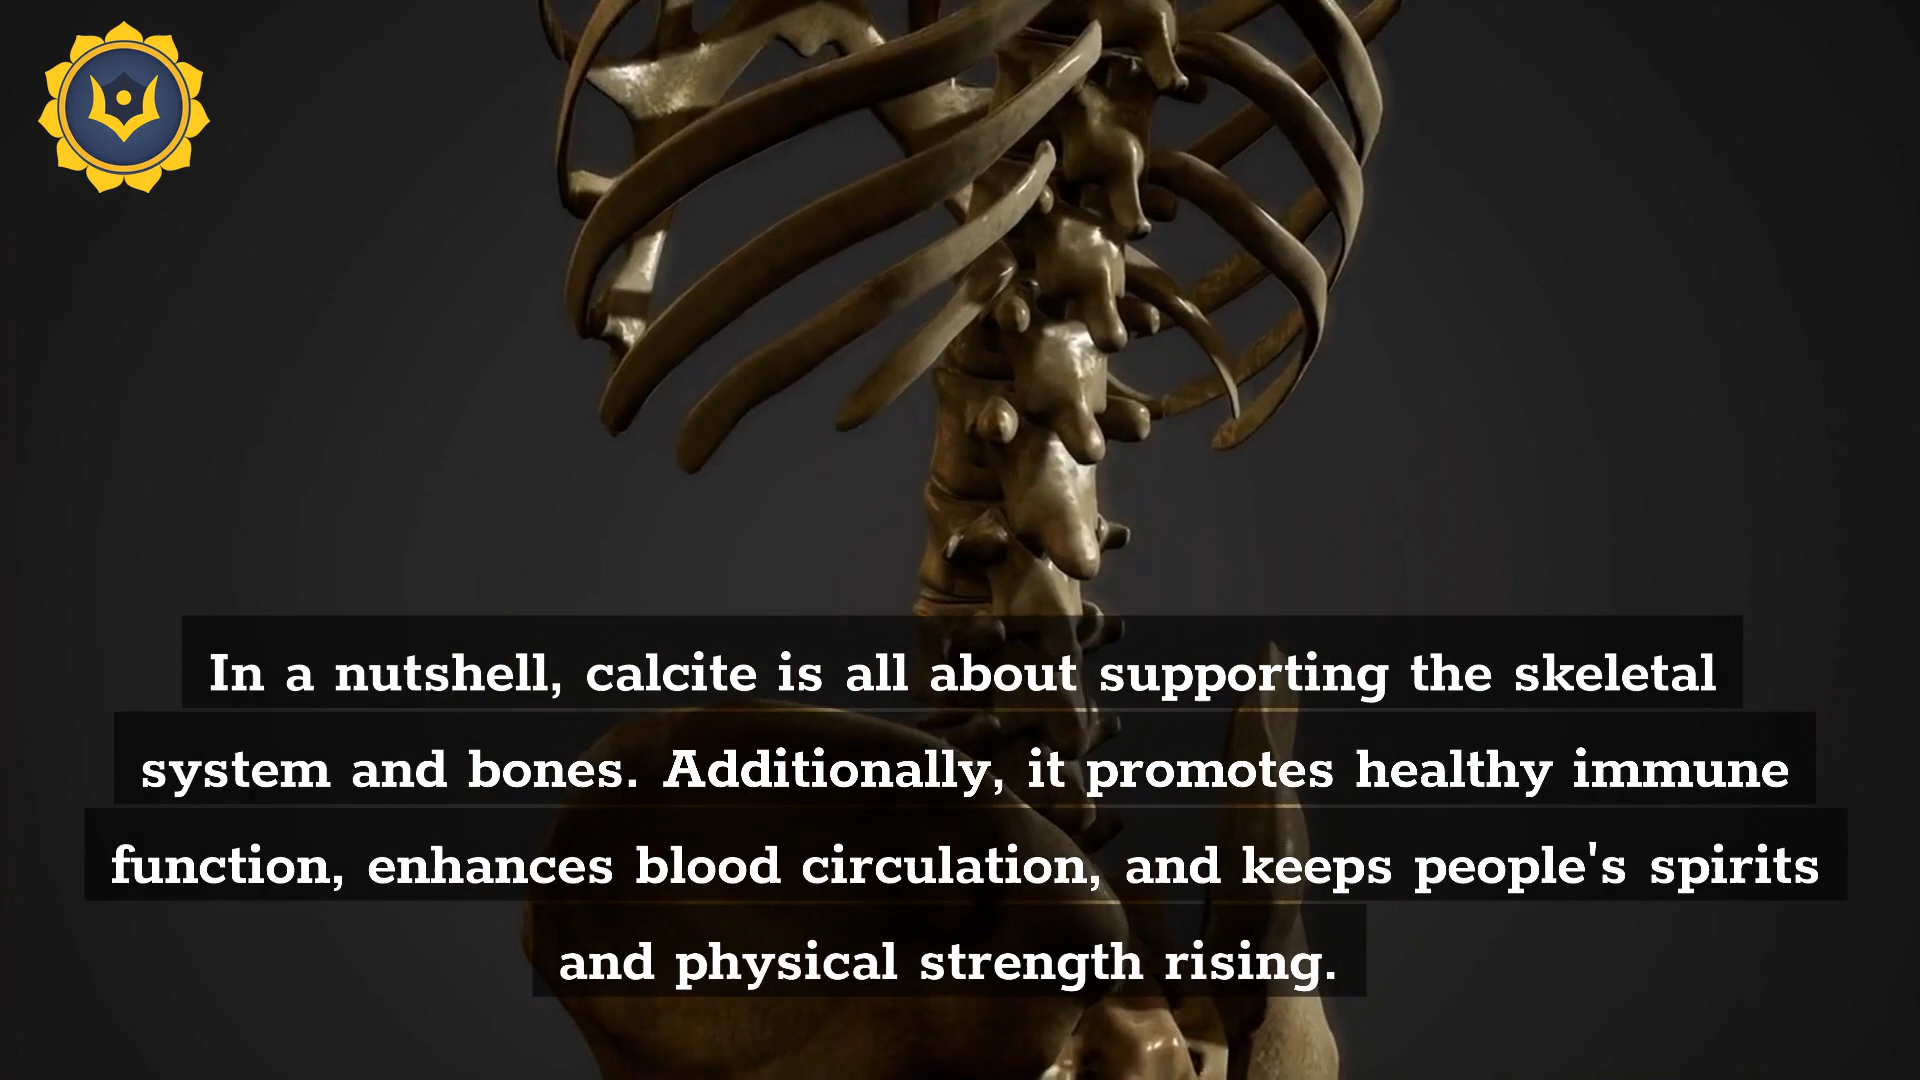 In a nutshell, calcite is all about supporting the skeletal
system and bones. Additionally, it promotes healthy immune
function, enhances blood circulation, and keeps people's spirits
and physical strength rising.